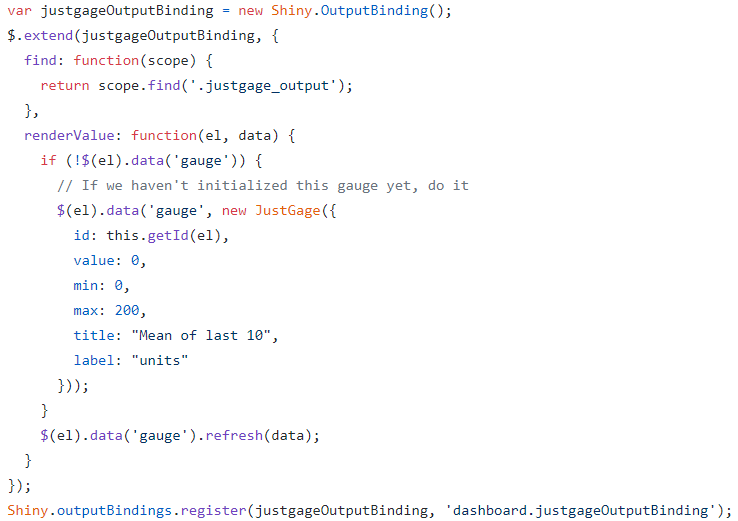 var justgageOutputBinding = new Shiny.OutputBinding();
$.extend(justgageOutputBinding, {
  find: function(scope) {
    return scope.find('.justgage_output');
  },
  renderValue: function(el, data) {
    if (!$(el).data('gauge')) {
      // If we haven't initialized this gauge yet, do it
      $(el).data('gauge', new JustGage({
        id: this.getId(el),
        value: 0,
        min: 0,
        max: 200,
        title: "Mean of last 10",
        label: "units"
      }));
    }
    $(el).data('gauge').refresh(data);
  }
});
Shiny.outputBindings.register(justgageOutputBinding, 'dashboard.justgageOutputBinding');